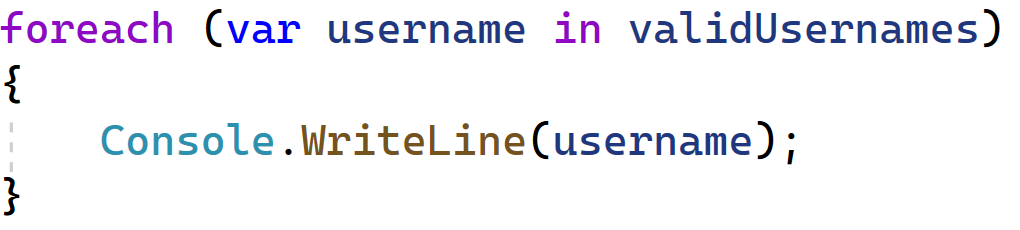 foreach (var username in validUsernames)
{
    Console.WriteLine(username);
}